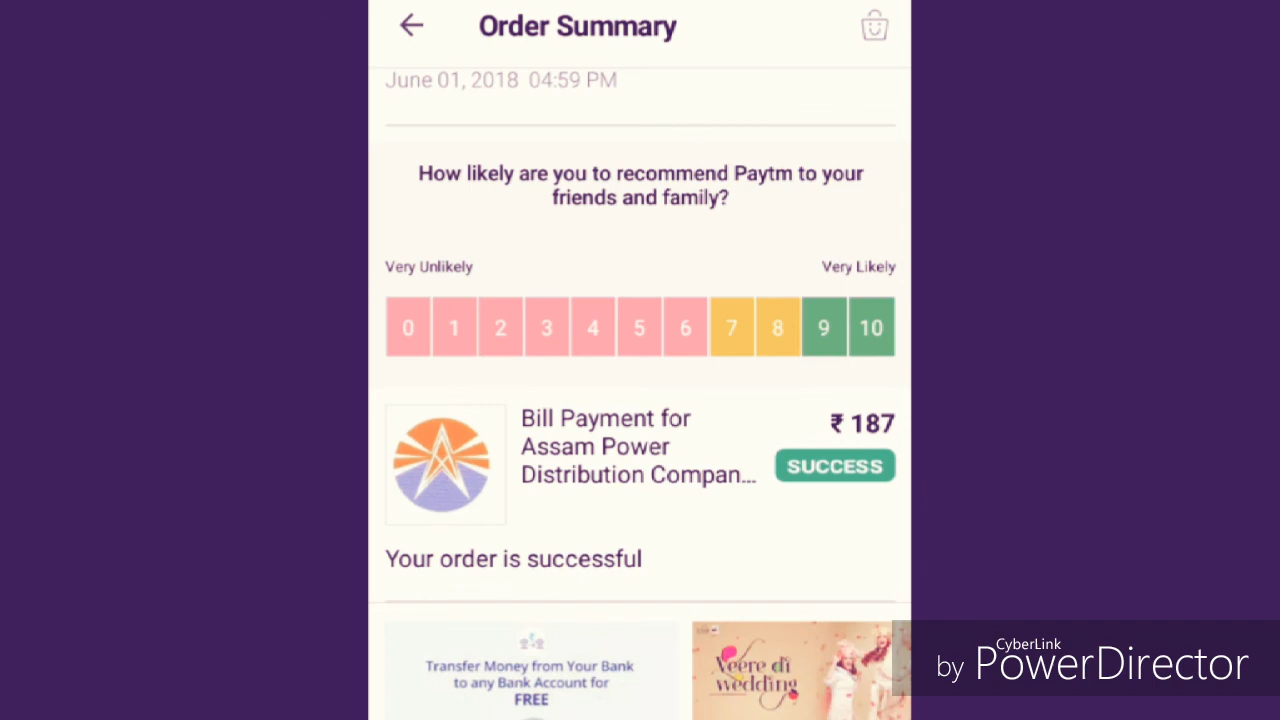 Order Summary
June 01, 2018 04:59 PM
How likely are you to recommend Paytm to your
friends and family?
Very Unlikely
Very Likely
0 1 2 3 4 5 6 7 8 9 10
Bill Payment for
Assam Power
Distribution Compan...
₹ 187
SUCCESS
Your order is successful
Transfer Money from Your Bank
to any Bank Account for
FREE
Veere di
wedding
CyberLink
by PowerDirector